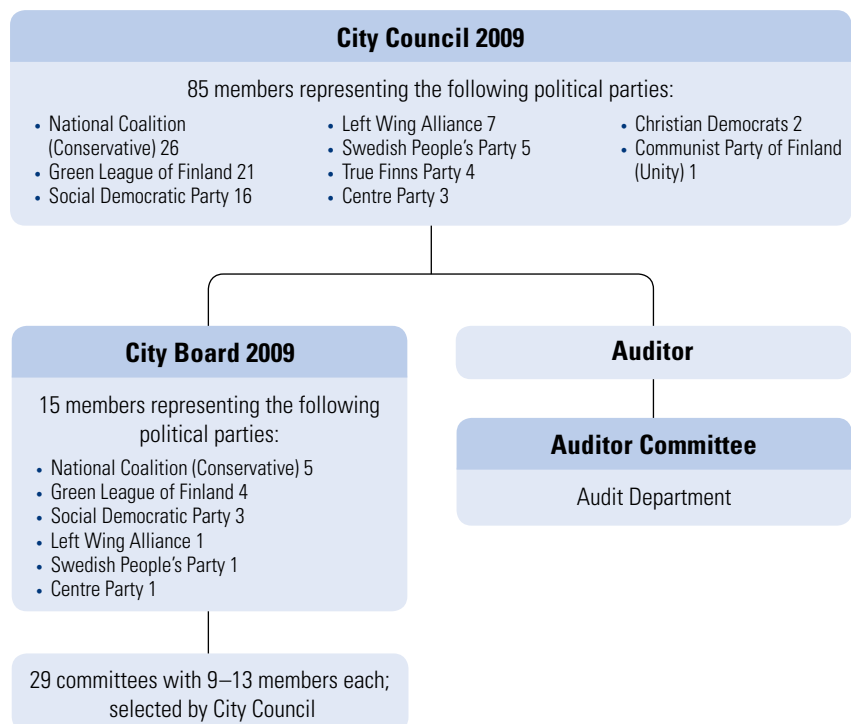 City Council 2009
85 members representing the following political parties:
• National Coalition
(Conservative) 26
• Green League of Finland 21
• Social Democratic Party 16
• Left Wing Alliance 7
• Swedish People's Party 5
• True Finns Party 4
• Centre Party 3
• Christian Democrats 2
• Communist Party of Finland
(Unity) 1
City Board 2009
15 members representing the following
political parties:
• National Coalition (Conservative) 5
• Green League of Finland 4
• Social Democratic Party 3
• Left Wing Alliance 1
• Swedish People's Party 1
• Centre Party 1
29 committees with 9–13 members each;
selected by City Council
Auditor
Auditor Committee
Audit Department